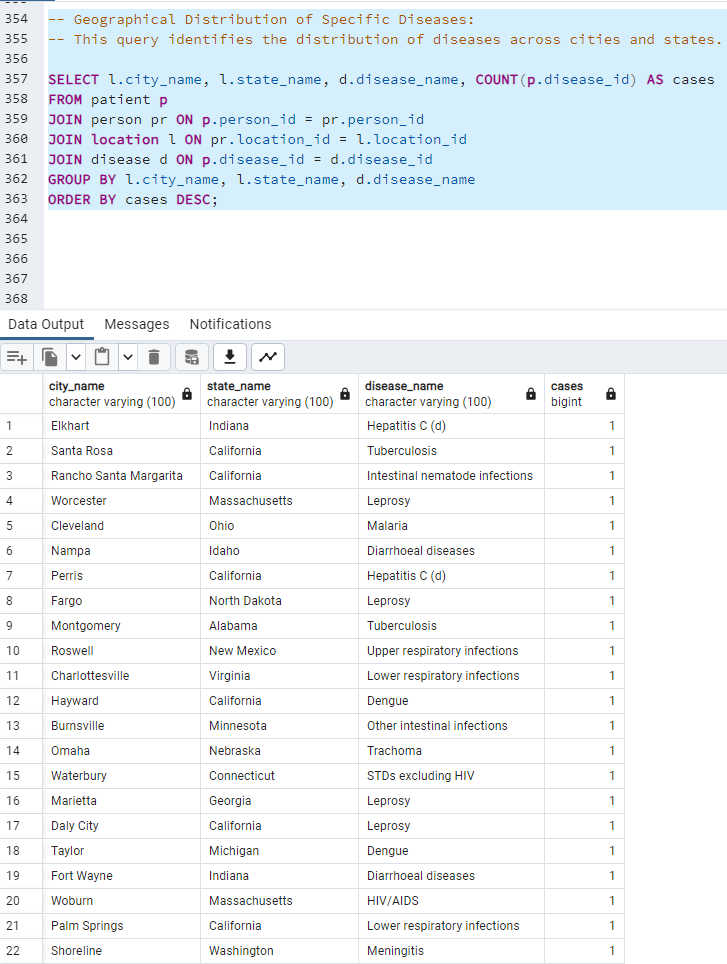 354 -- Geographical Distribution of Specific Diseases:
355 -- This query identifies the distribution of diseases across cities and states.
356
357 SELECT l.city_name, l.state_name, d.disease_name, COUNT(p.disease_id) AS cases
358 FROM patient p
359 JOIN person pr ON p.person_id = pr.person_id
360 JOIN location l ON pr.location_id = l.location_id
361 JOIN disease d ON p.disease_id = d.disease_id
362 GROUP BY l.city_name, l.state_name, d.disease_name
363 ORDER BY cases DESC;
364
365
366
367
368
Data Output Messages Notifications
city_name state_name disease_name cases
character varying (100) character varying (100) character varying (100) bigint
1 Elkhart Indiana Hepatitis C (d) 1
2 Santa Rosa California Tuberculosis 1
3 Rancho Santa Margarita California Intestinal nematode infections 1
4 Worcester Massachusetts Leprosy 1
5 Cleveland Ohio Malaria 1
6 Nampa Idaho Diarrhoeal diseases 1
7 Perris California Hepatitis C (d) 1
8 Fargo North Dakota Leprosy 1
9 Montgomery Alabama Tuberculosis 1
10 Roswell New Mexico Upper respiratory infections 1
11 Charlottesville Virginia Lower respiratory infections 1
12 Hayward California Dengue 1
13 Burnsville Minnesota Other intestinal infections 1
14 Omaha Nebraska Trachoma 1
15 Waterbury Connecticut STDs excluding HIV 1
16 Marietta Georgia Leprosy 1
17 Daly City California Leprosy 1
18 Taylor Michigan Dengue 1
19 Fort Wayne Indiana Diarrhoeal diseases 1
20 Woburn Massachusetts HIV/AIDS 1
21 Palm Springs California Lower respiratory infections 1
22 Shoreline Washington Meningitis 1